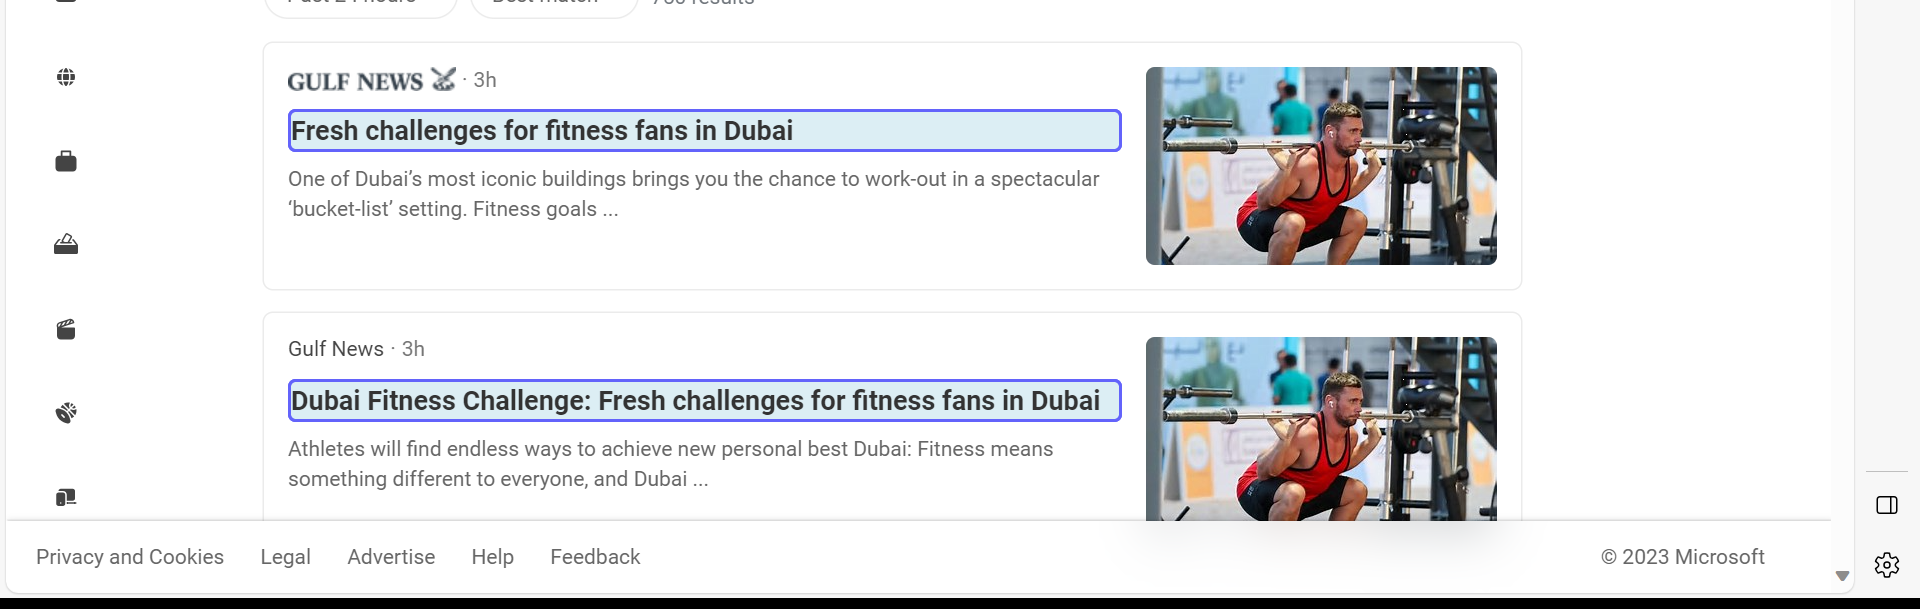 GULF NEWS · 3h
Fresh challenges for fitness fans in Dubai
One of Dubai’s most iconic buildings brings you the chance to work-out in a spectacular
‘bucket-list’ setting. Fitness goals ...
Gulf News · 3h
Dubai Fitness Challenge: Fresh challenges for fitness fans in Dubai
Athletes will find endless ways to achieve new personal best Dubai: Fitness means
something different to everyone, and Dubai ...
Privacy and Cookies Legal Advertise Help Feedback © 2023 Microsoft